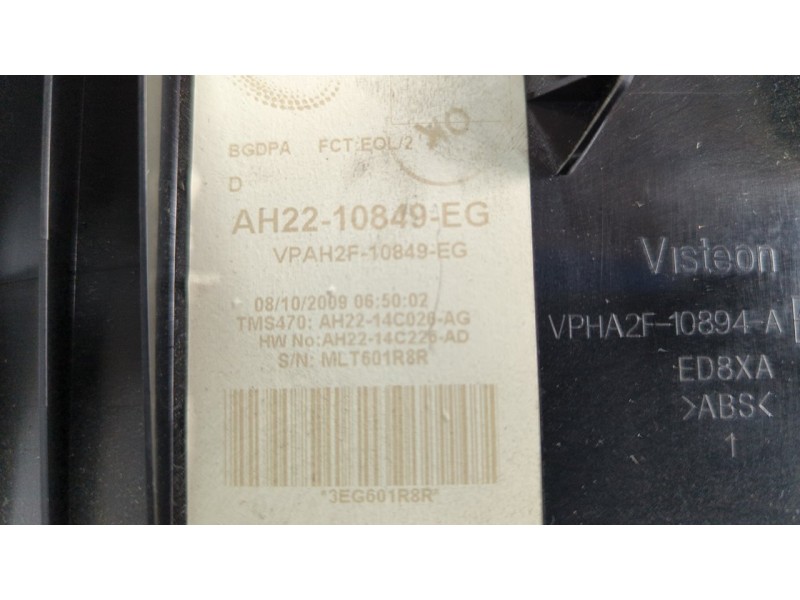 BGDPA FCT:EOL/2
OK
D
AH22-10849-EG
VPAH2F-10849-EG
08/10/2009 06:50:02
TMS470: AH22-14C026-AG
HW No:AH22-14C226-AD
S/N: MLT601R8R
*3EG601R8R*
Visteon
VPHA2F-10894-A
ED8XA
>ABS<
1